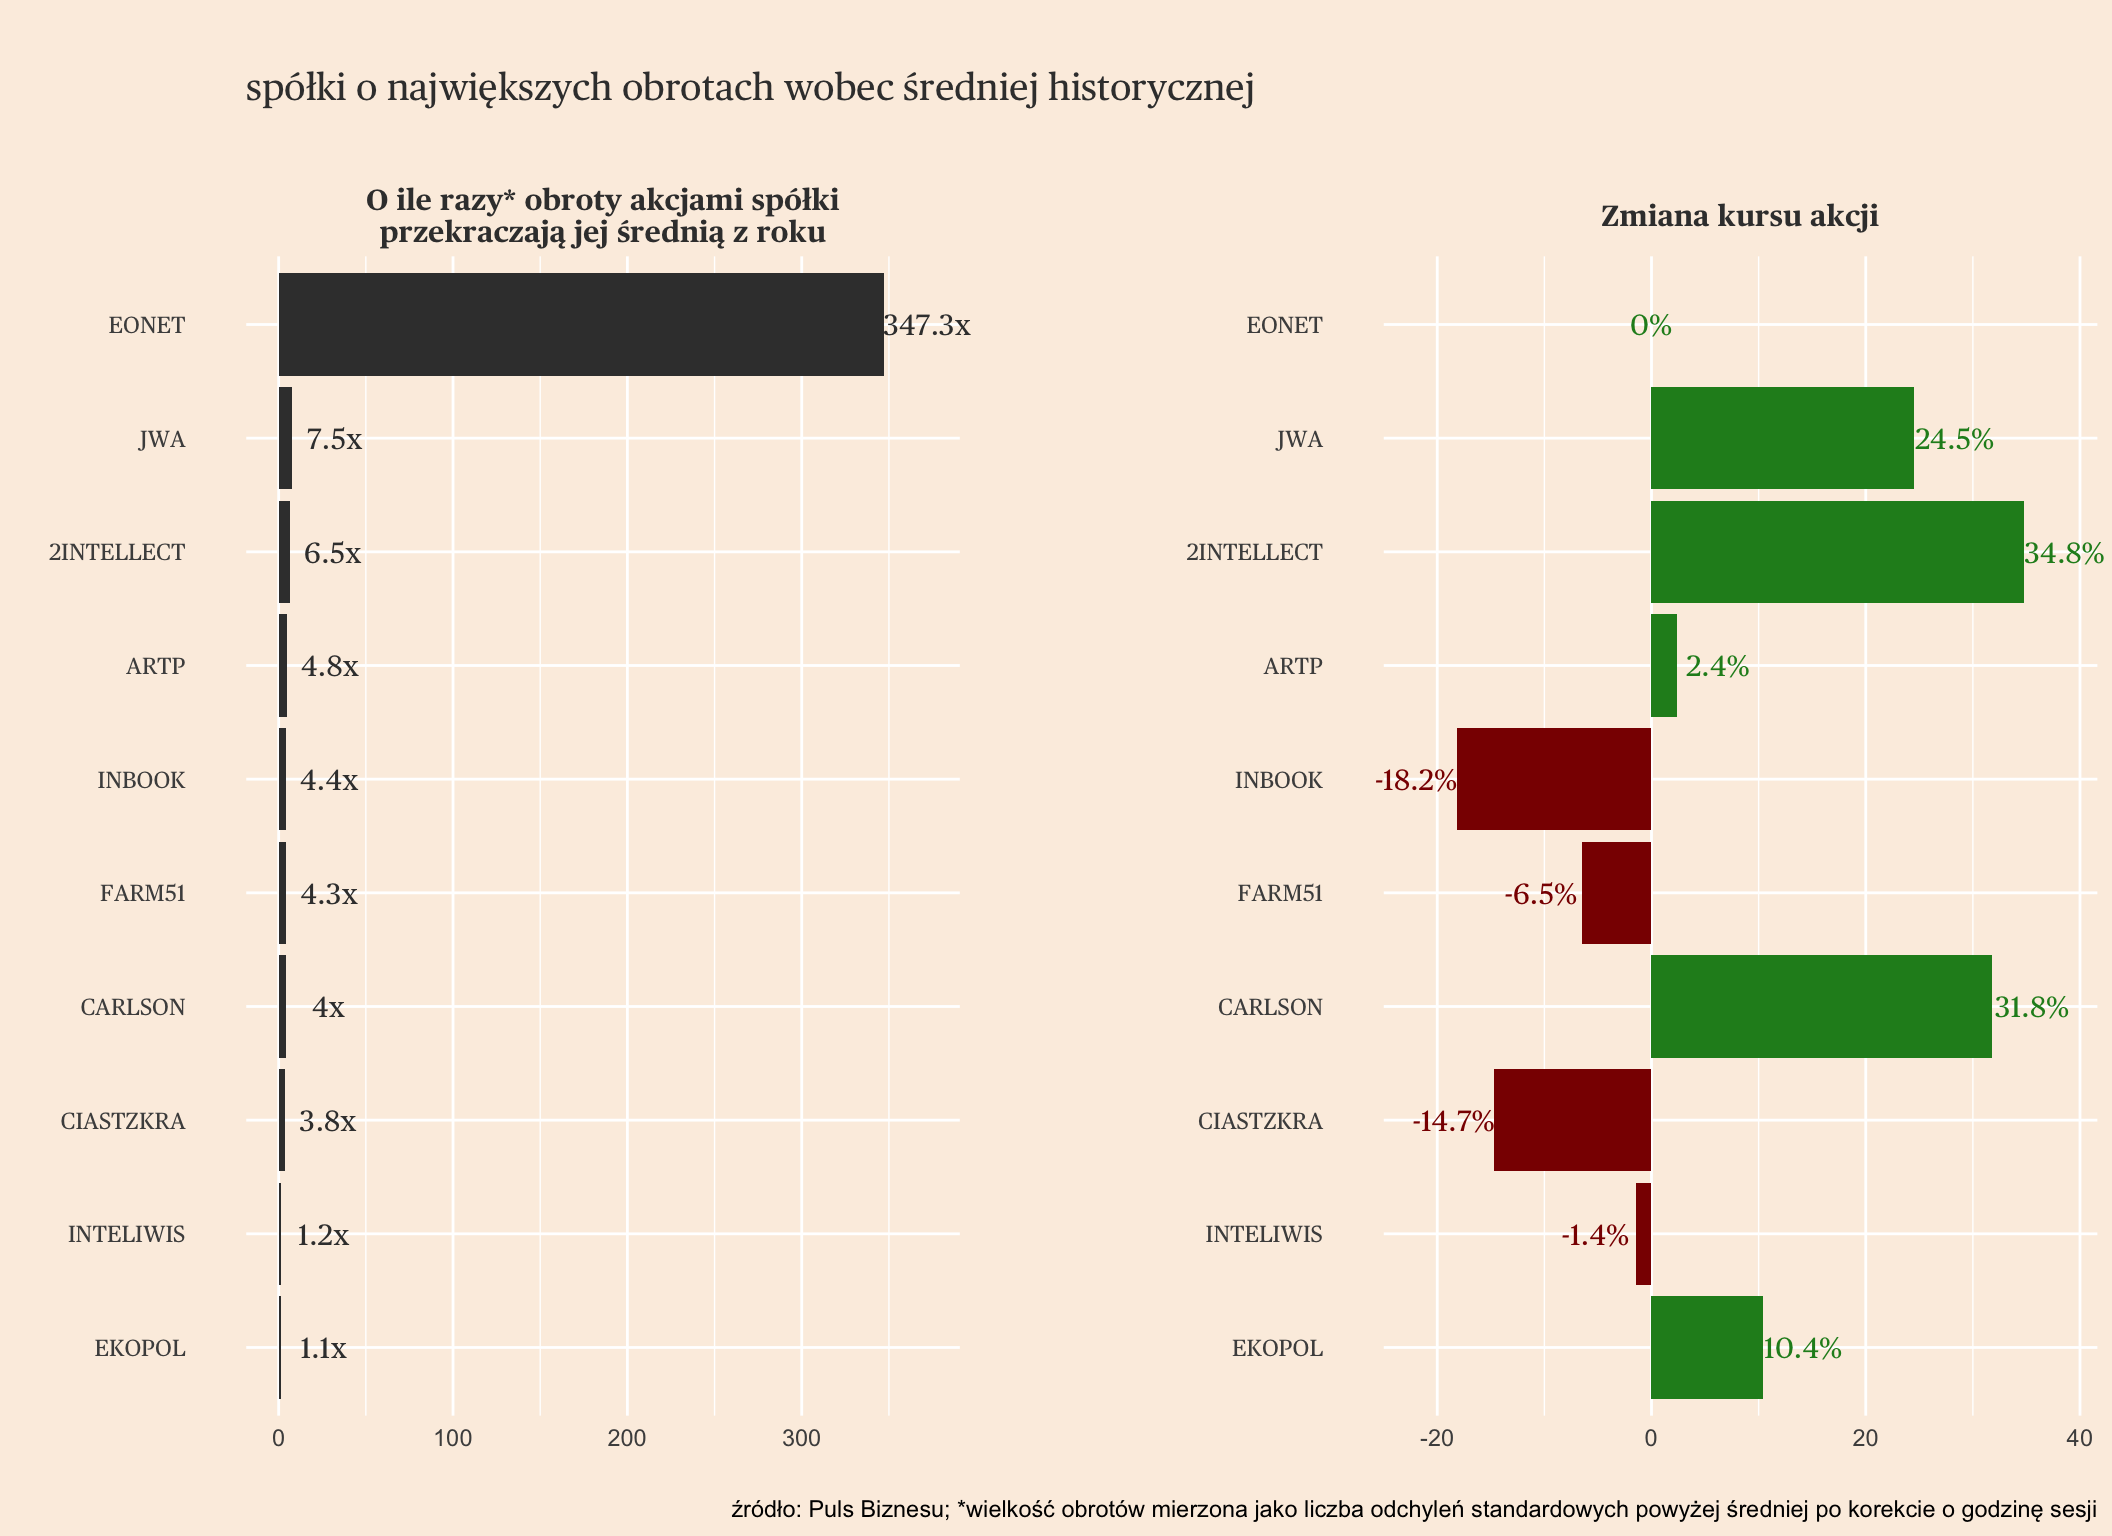 spółki o największych obrotach wobec średniej historycznej
O ile razy* obroty akcjami spółki
przekraczają jej średnią z roku
EONET
347.3x
JWA
7.5x
2INTELLECT
6.5x
ARTP
4.8x
INBOOK
4.4x
FARM51
4.3x
CARLSON
4x
CIASTZKRA
3.8x
INTELIWIS
1.2x
EKOPOL
1.1x
0 100 200 300
Zmiana kursu akcji
EONET
0%
JWA
24.5%
2INTELLECT
34.8%
ARTP
2.4%
INBOOK
-18.2%
FARM51
-6.5%
CARLSON
31.8%
CIASTZKRA
-14.7%
INTELIWIS
-1.4%
EKOPOL
10.4%
-20 0 20 40
źródło: Puls Biznesu; *wielkość obrotów mierzona jako liczba odchyleń standardowych powyżej średniej po korekcie o godzinę sesji